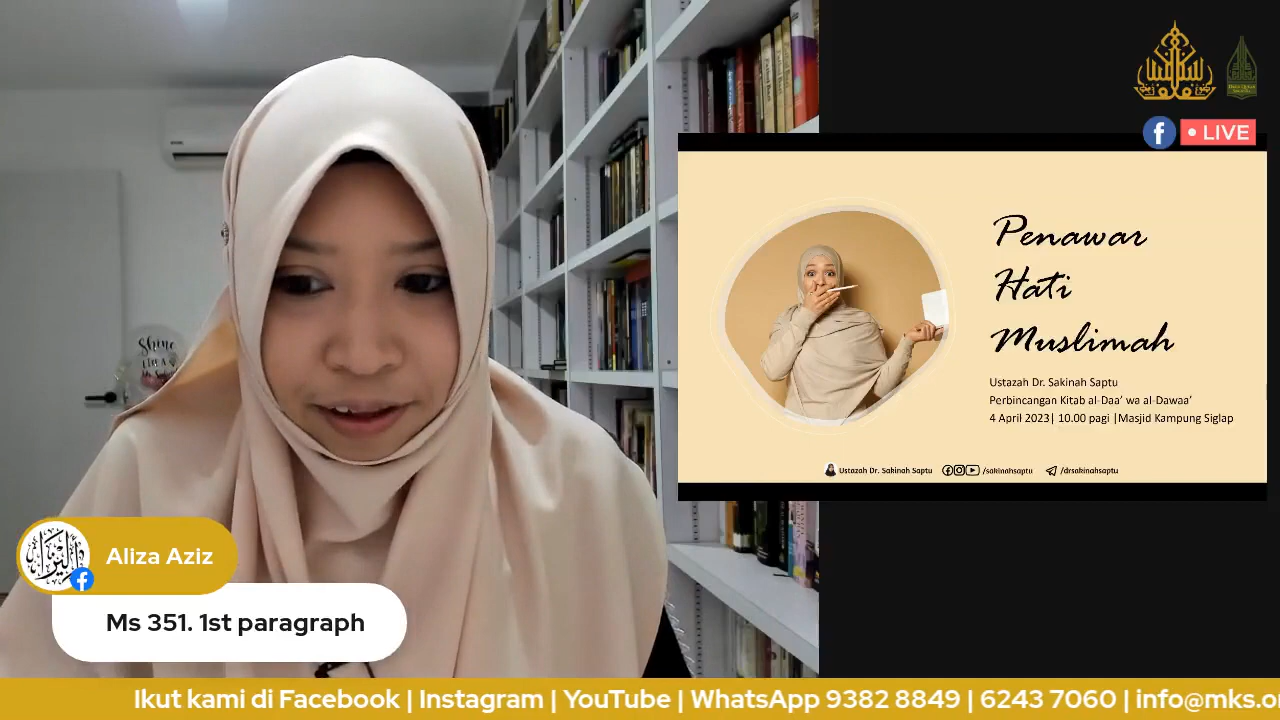 f LIVE
Penawar
Hati
Muslimah
Ustazah Dr. Sakinah Saptu
Perbincangan Kitab al-Daa’ wa al-Dawaa’
4 April 2023| 10.00 pagi |Masjid Kampung Siglap
Ustazah Dr. Sakinah Saptu /sakinahsaptu /drsakinahsaptu
Shine
Like A
Aliza Aziz
Ms 351. 1st paragraph
Ikut kami di Facebook | Instagram | YouTube | WhatsApp 9382 8849 | 6243 7060 | info@mks.o